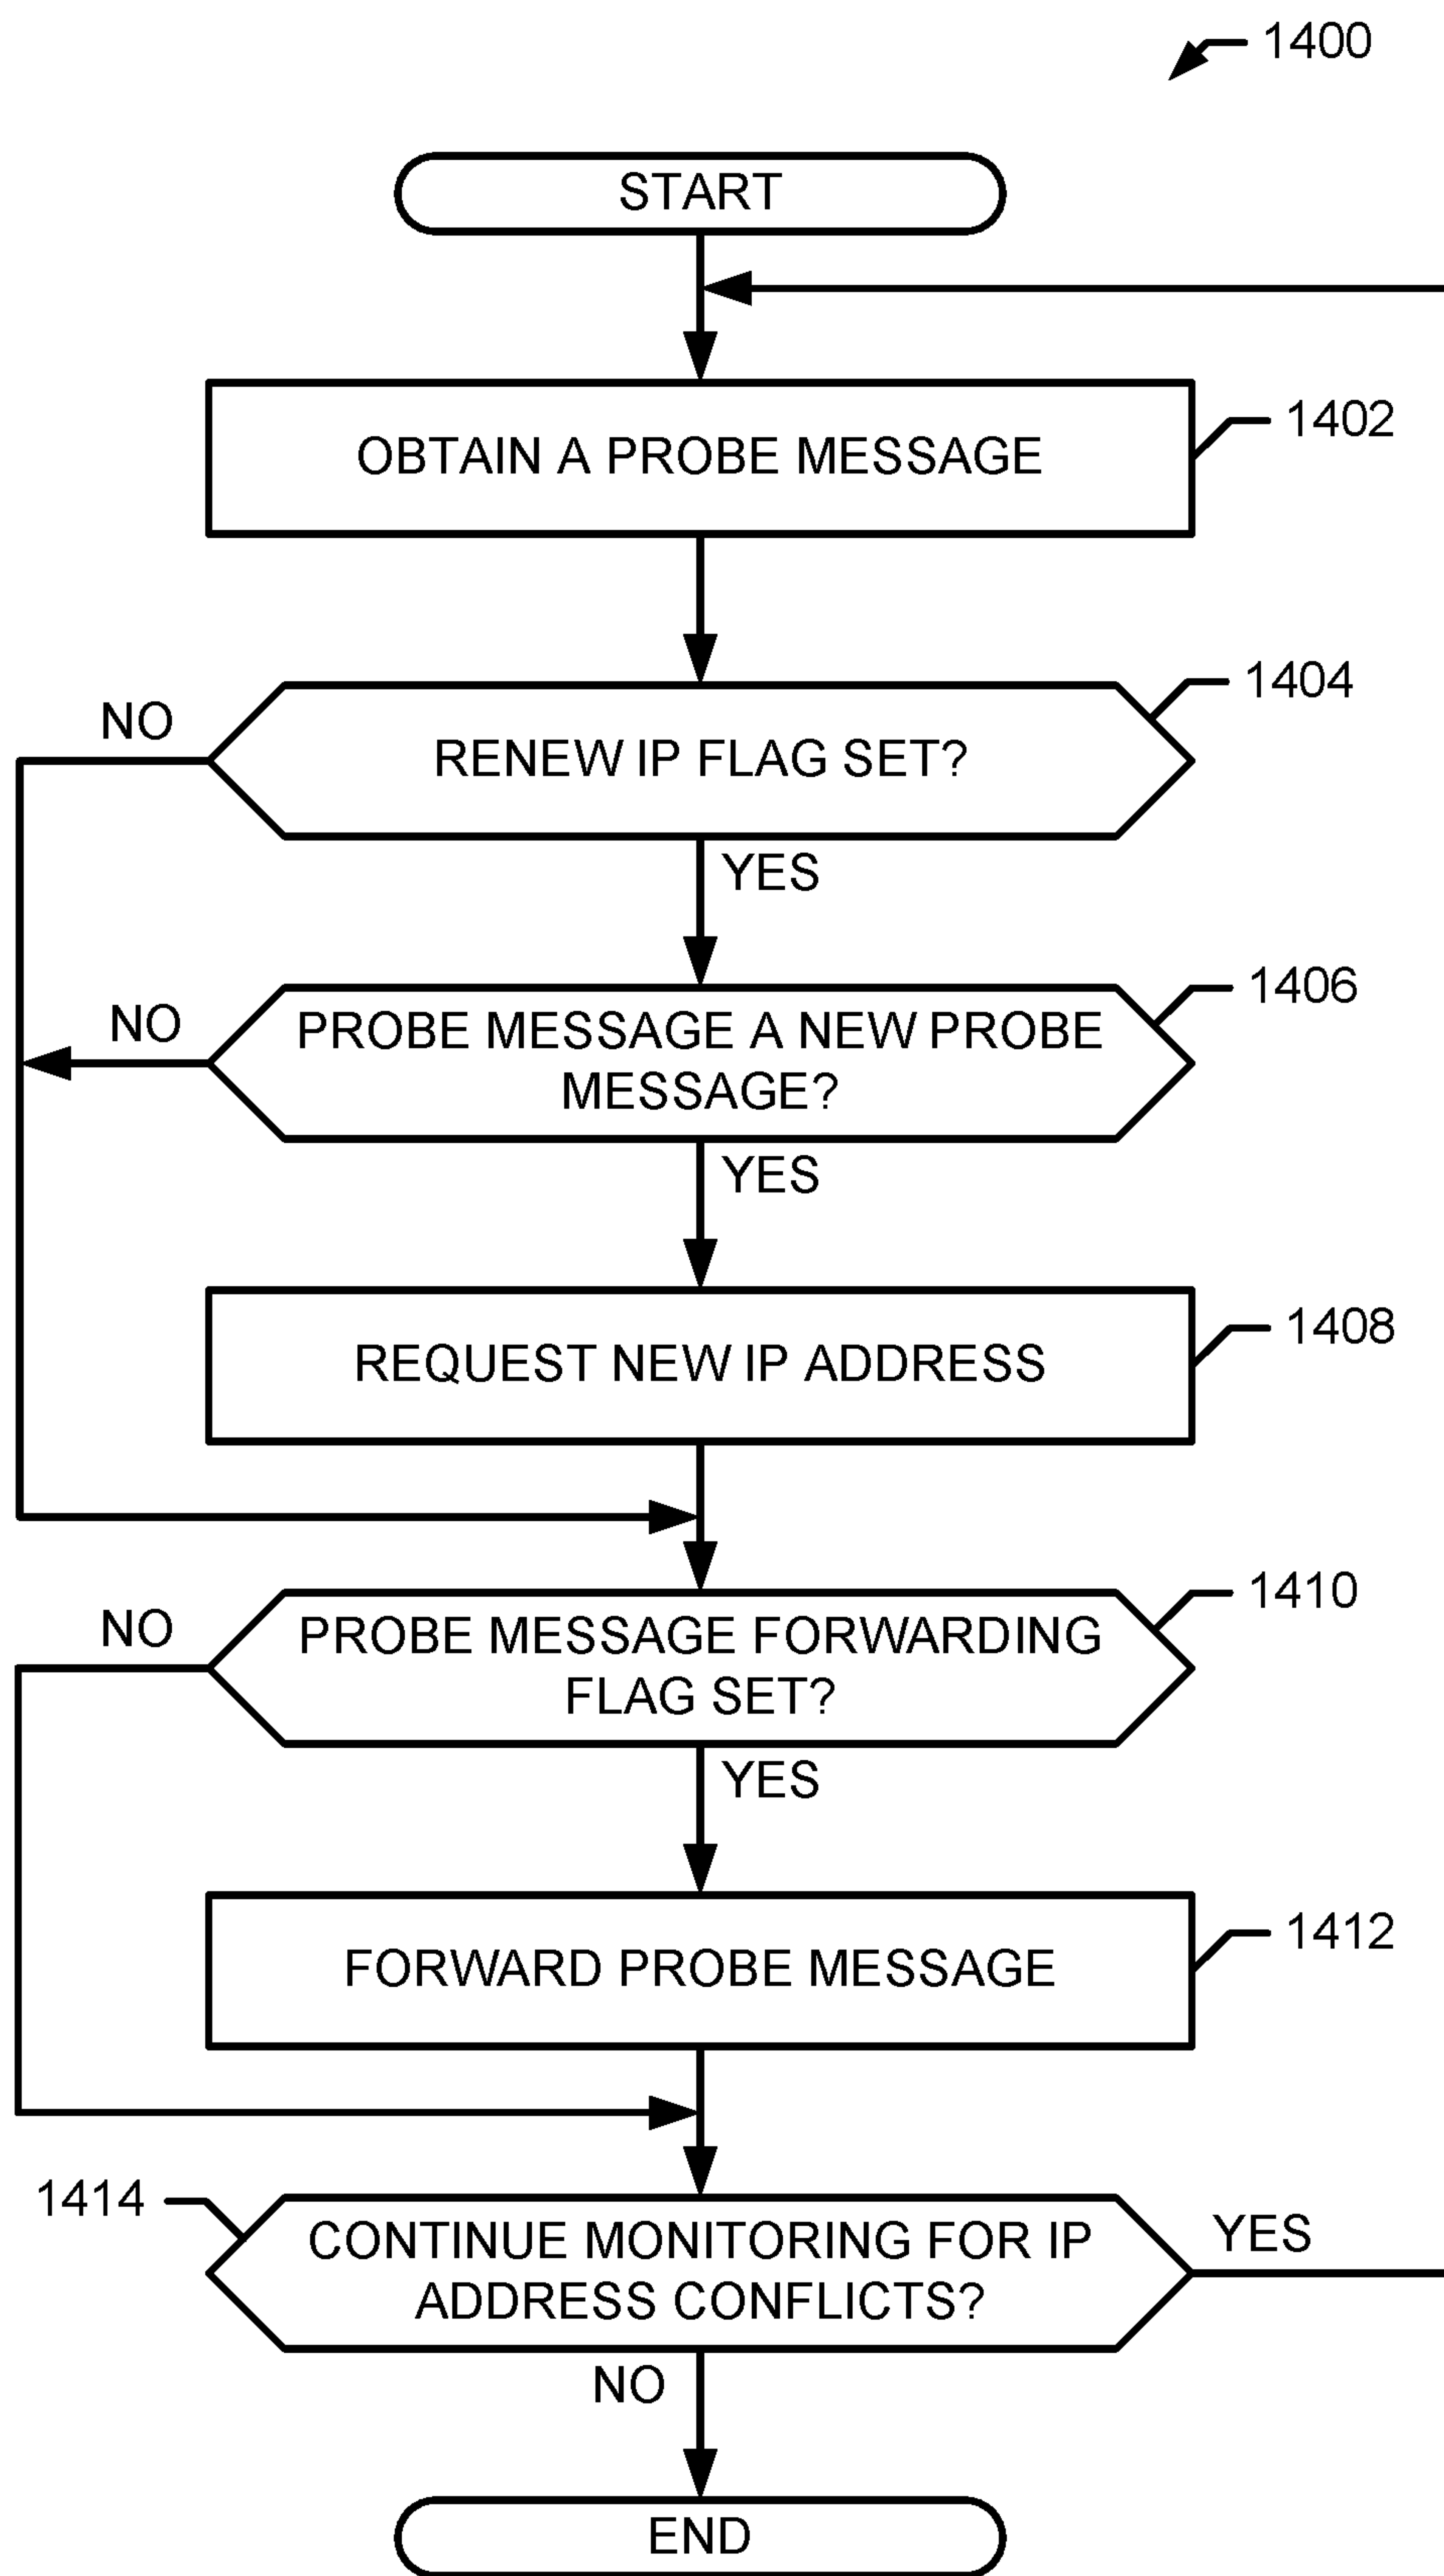 1400
START
OBTAIN A PROBE MESSAGE
1402
1404
NO
RENEW IP FLAG SET?
YES
1406
NO
PROBE MESSAGE A NEW PROBE
MESSAGE?
YES
1408
REQUEST NEW IP ADDRESS
1410
NO
PROBE MESSAGE FORWARDING
FLAG SET?
YES
1412
FORWARD PROBE MESSAGE
1414
CONTINUE MONITORING FOR IP
ADDRESS CONFLICTS?
YES
NO
END